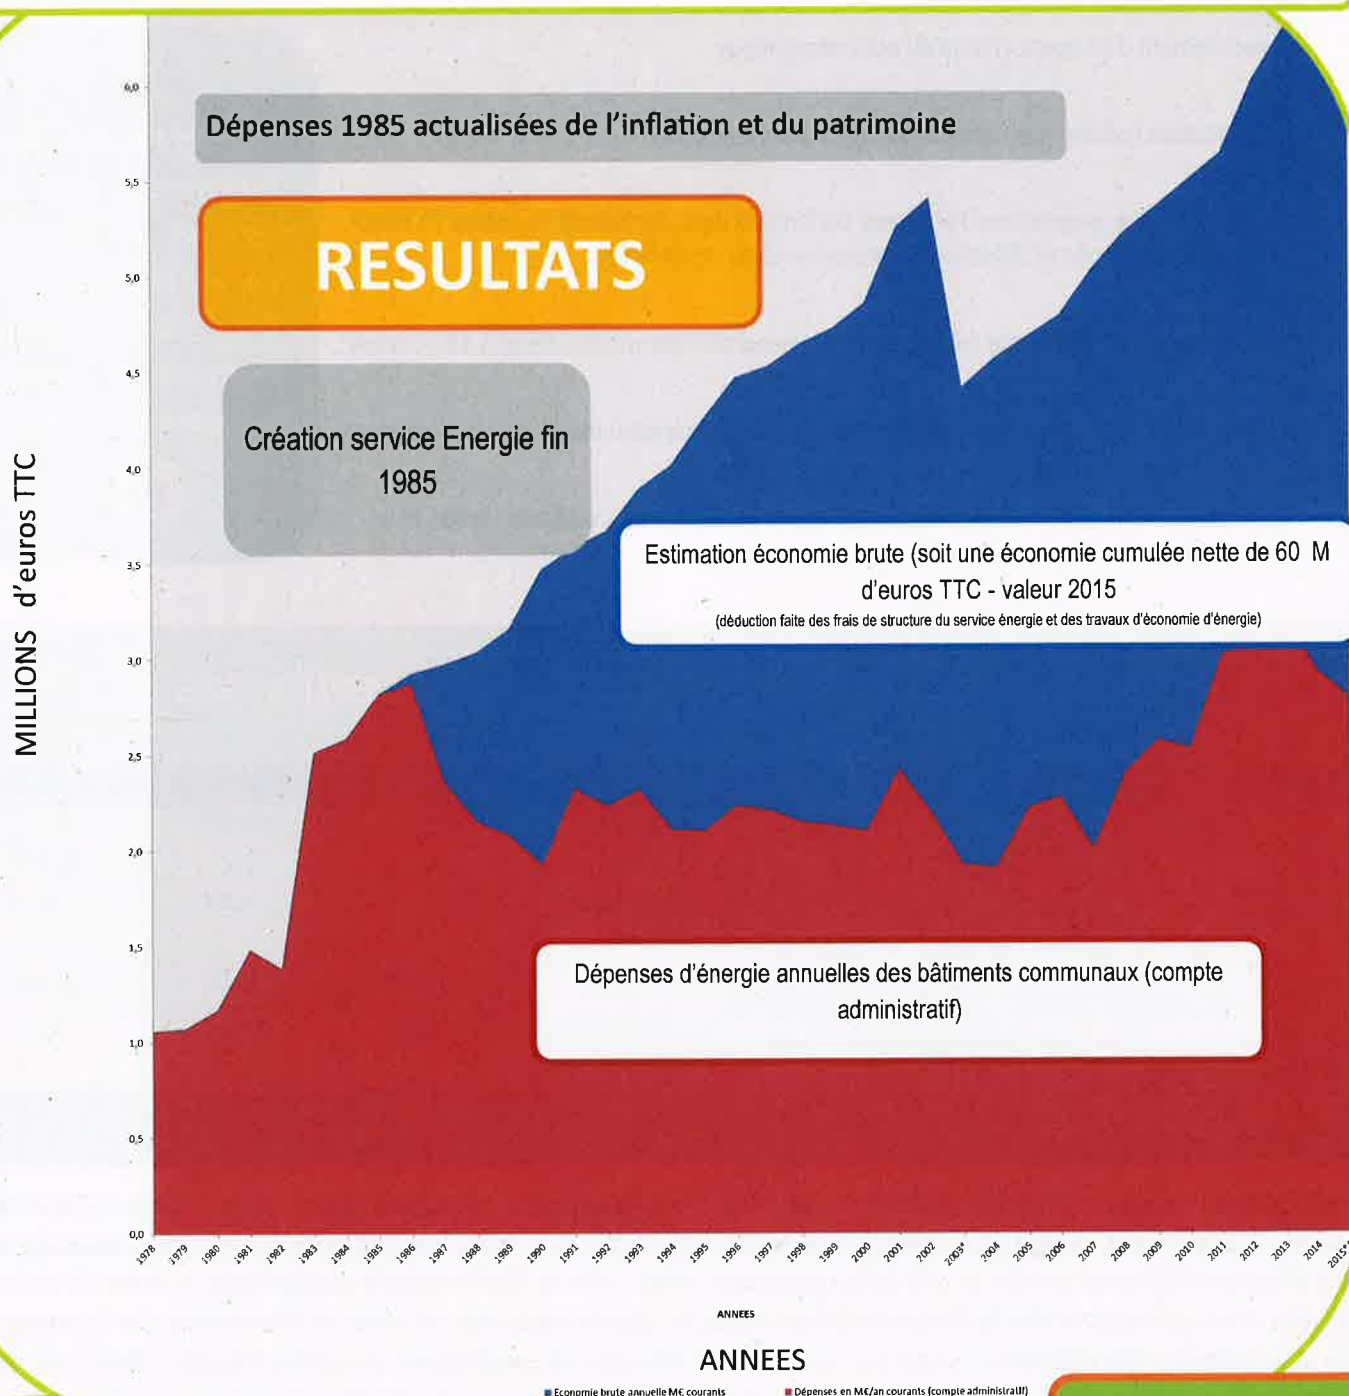 6,0
Dépenses 1985 actualisées de l'inflation et du patrimoine
5,5
RESULTATS
5,0
4,5
Création service Energie fin
1985
4,0
MILLIONS d'euros TTC
3,5
Estimation économie brute (soit une économie cumulée nette de 60 M
d'euros TTC - valeur 2015
(déduction faite des frais de structure du service énergie et des travaux d'économie d'énergie)
3,0
2,5
2,0
1,5
Dépenses d'énergie annuelles des bâtiments communaux (compte
administratif)
1,0
0,5
0,0
1978 1979 1980 1981 1982 1983 1984 1985 1986 1987 1988 1989 1990 1991 1992 1993 1994 1995 1996 1997 1998 1999 2000 2001 2002 2003* 2004 2005 2006 2007 2008 2009 2010 2011 2012 2013 2014 2015*
ANNEES
ANNEES
Economie brute annuelle M€ courants Dépenses en M€/an courants (compte administratif)